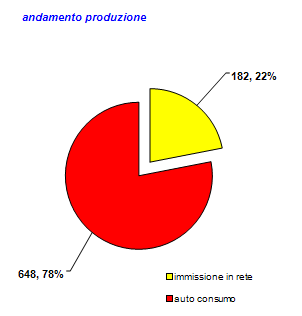 andamento produzione
182, 22%
648, 78%
immissione in rete
auto consumo